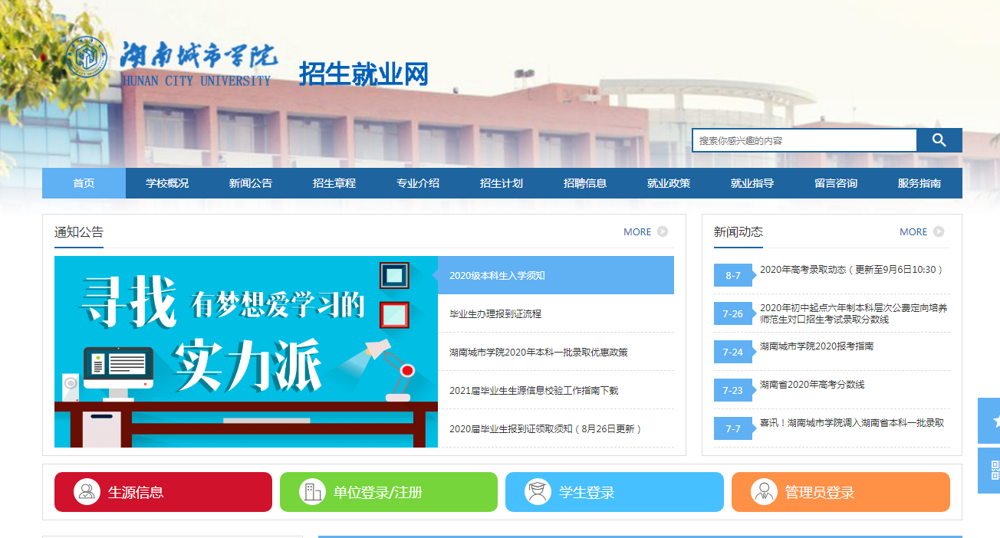 湖南城市学院
HUNAN CITY UNIVERSITY
招生就业网
搜索你感兴趣的内容
首页 学校概况 新闻公告 招生章程 专业介绍 招生计划 招聘信息 就业政策 就业指导 留言咨询 服务指南
通知公告
MORE
寻找 有梦想爱学习的
实力派
2020级本科生入学须知
毕业生办理报到证流程
湖南城市学院2020年本科一批录取优惠政策
2021届毕业生生源信息校验工作指南下载
2020届毕业生报到证领取须知（8月26日更新）
新闻动态
MORE
8-7
2020年高考录取动态（更新至9月6日10:30）
7-26
2020年初中起点六年制本科层次公费定向培养
师范生对口招生考试录取分数线
7-24
湖南城市学院2020报考指南
7-23
湖南省2020年高考分数线
7-7
喜讯！湖南城市学院调入湖南省本科一批录取
生源信息
单位登录/注册
学生登录
管理员登录